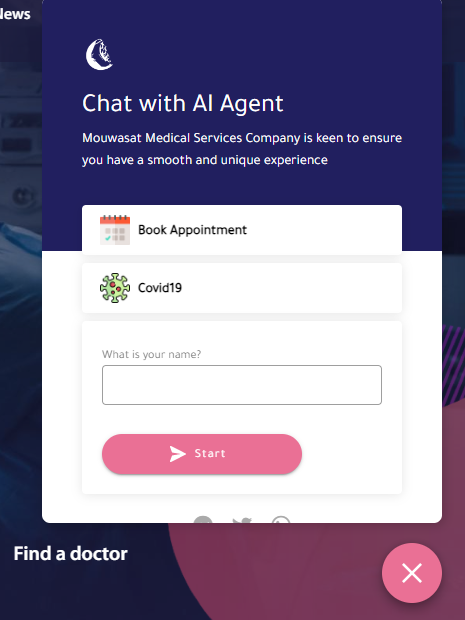 News
Chat with AI Agent
Mouwasat Medical Services Company is keen to ensure
you have a smooth and unique experience
Book Appointment
Covid19
What is your name?
Start
Find a doctor